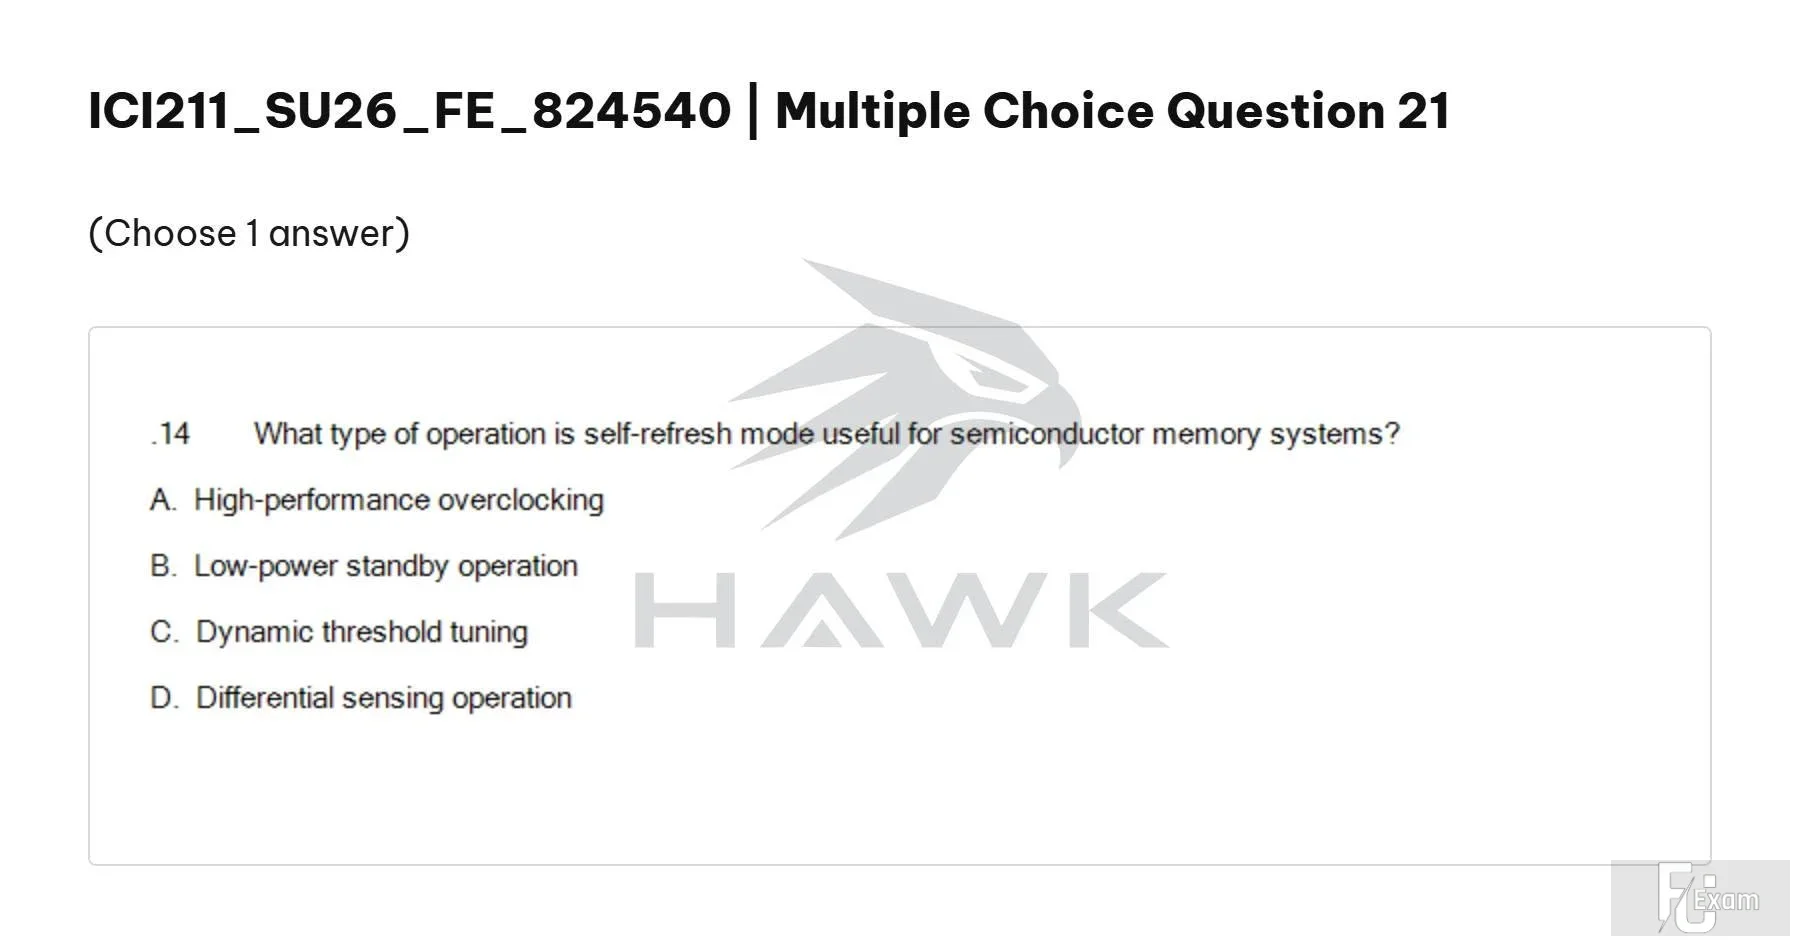 ICI211_SU26_FE_824540 | Multiple Choice Question 21
(Choose 1 answer)
.14 What type of operation is self-refresh mode useful for semiconductor memory systems?
A. High-performance overclocking
B. Low-power standby operation
HAWK
C. Dynamic threshold tuning
D. Differential sensing operation
FU Exam